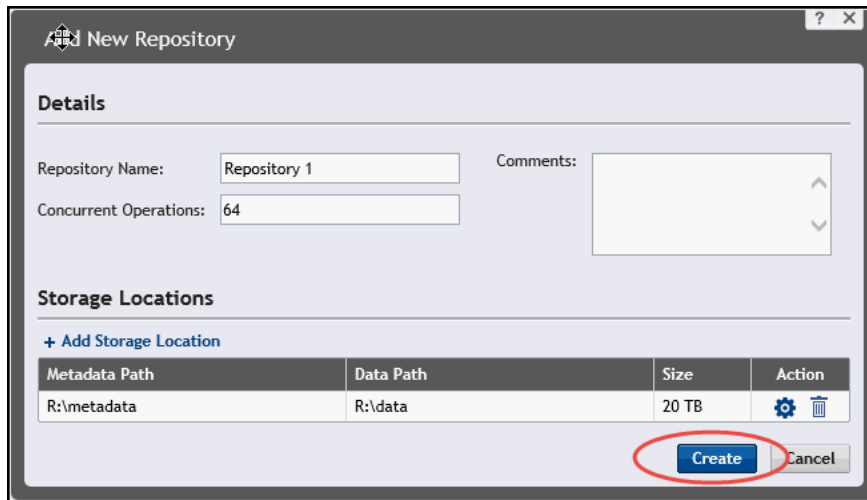 ? X
Add New Repository
Details
Repository Name: Repository 1 Comments:
Concurrent Operations: 64
Storage Locations
+ Add Storage Location
Metadata Path Data Path Size Action
R:\metadata R:\data 20 TB
Create Cancel